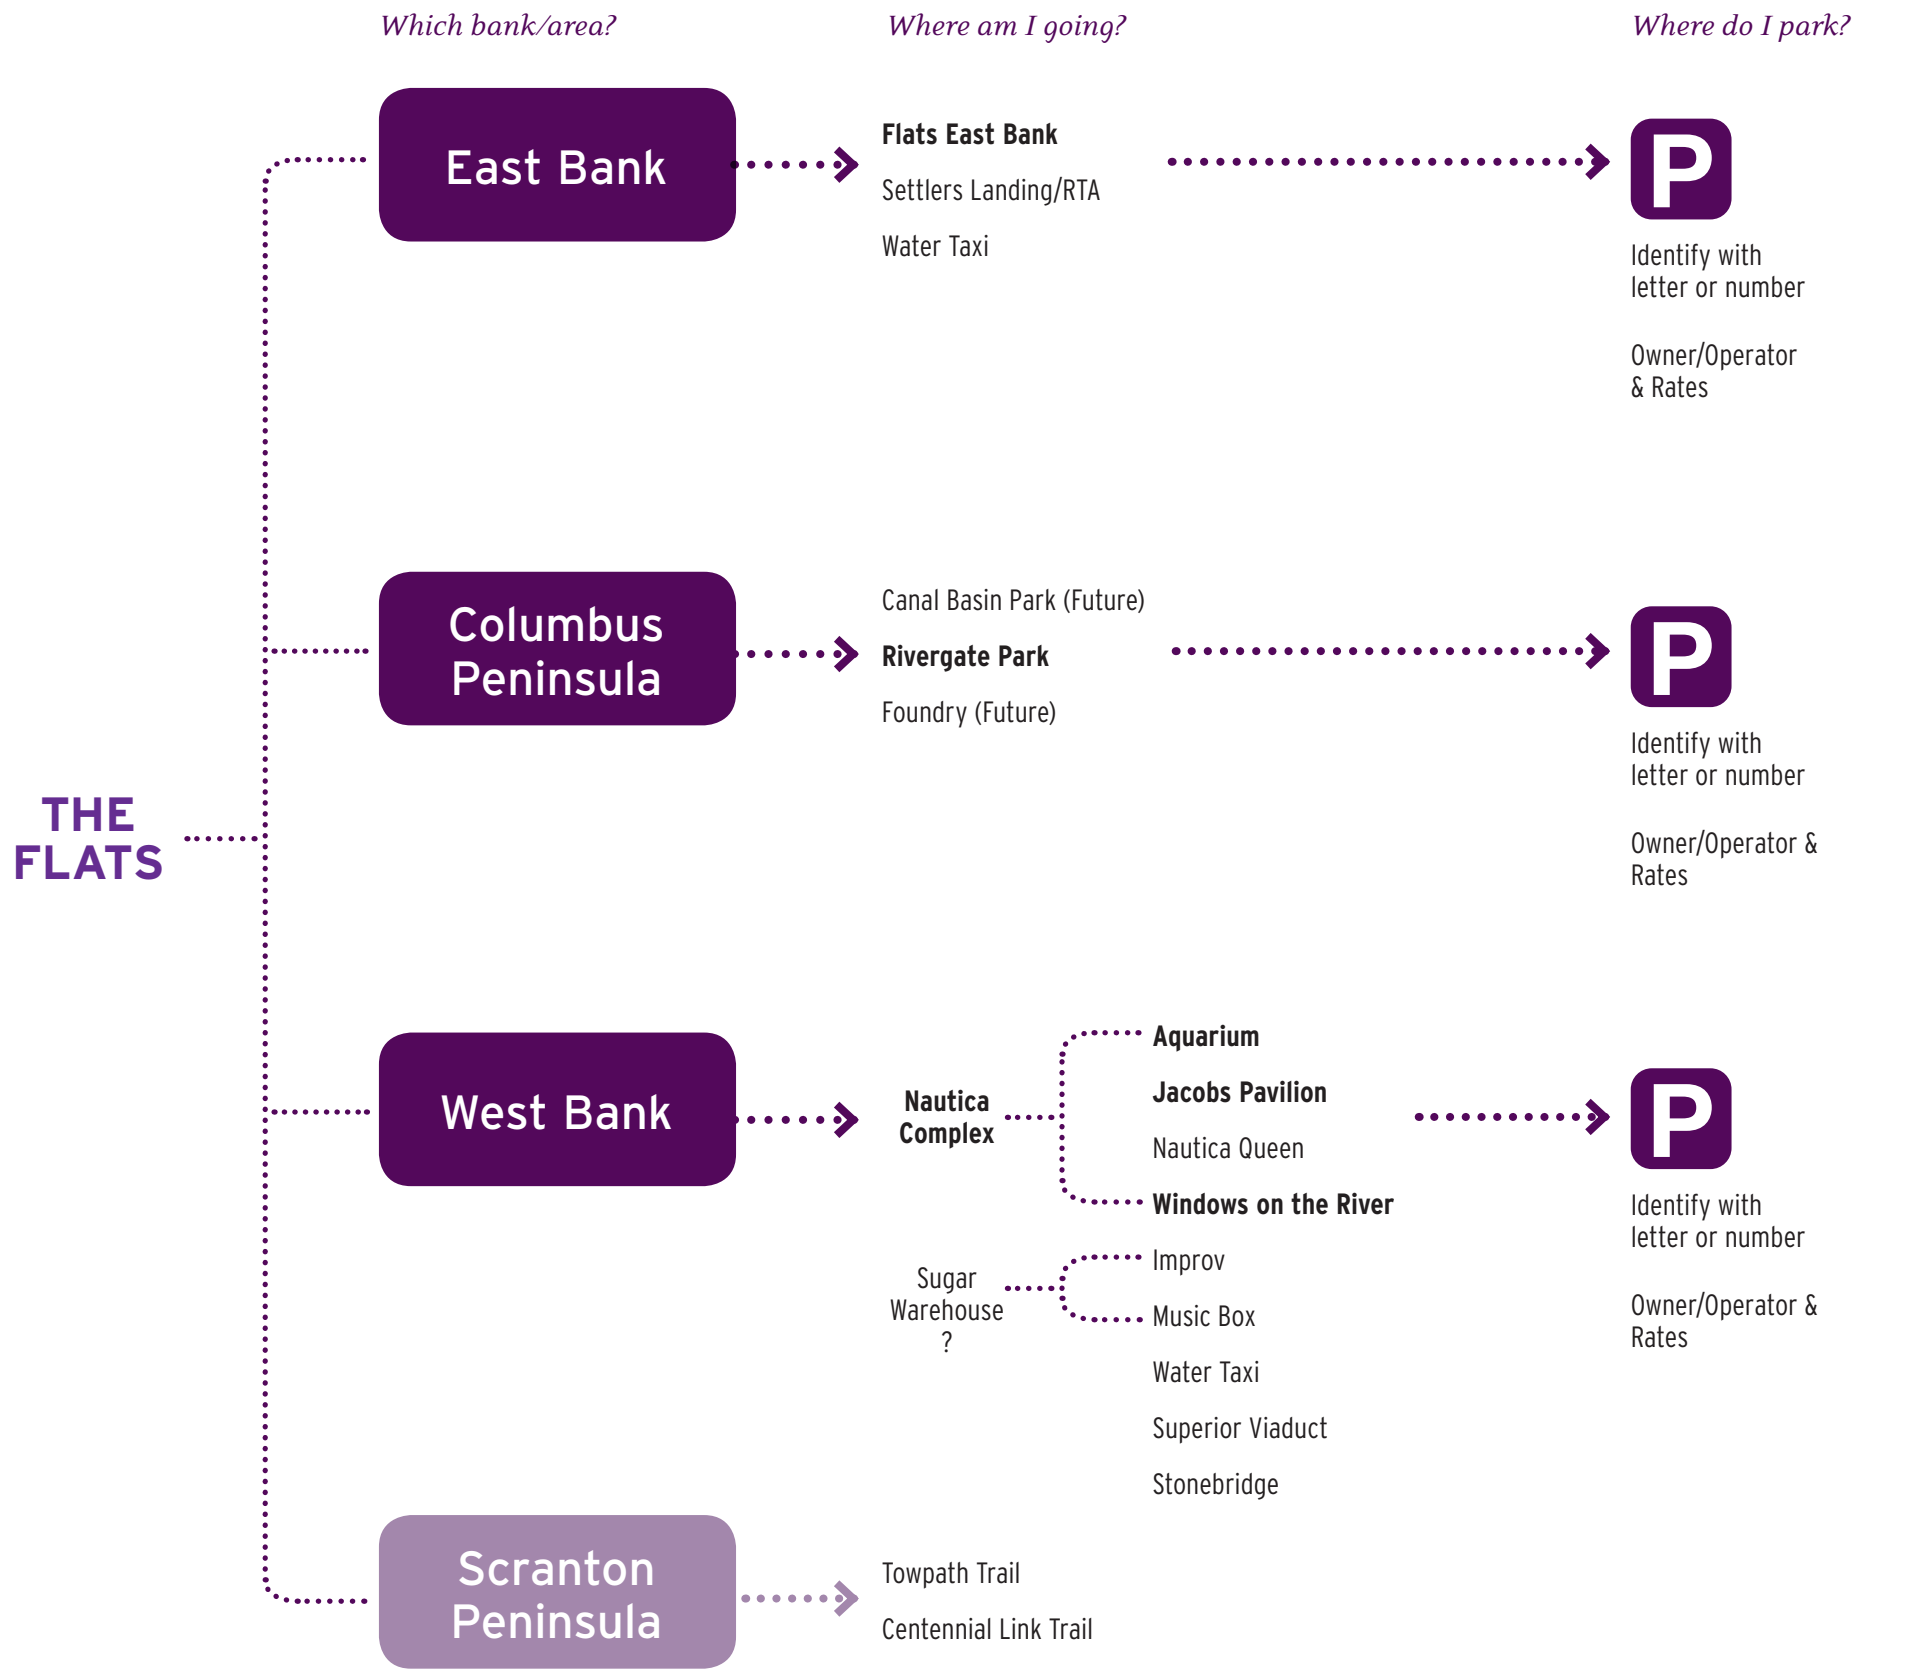 Which bank/area?
Where am I going?
Where do I park?
THE
FLATS
East Bank
Flats East Bank
Settlers Landing/RTA
Water Taxi
P
Identify with
letter or number
Owner/Operator
& Rates
Columbus
Peninsula
Canal Basin Park (Future)
Rivergate Park
Foundry (Future)
P
Identify with
letter or number
Owner/Operator &
Rates
West Bank
Nautica
Complex
Aquarium
Jacobs Pavilion
Nautica Queen
Windows on the River
Sugar
Warehouse
?
Improv
Music Box
Water Taxi
Superior Viaduct
Stonebridge
P
Identify with
letter or number
Owner/Operator &
Rates
Scranton
Peninsula
Towpath Trail
Centennial Link Trail